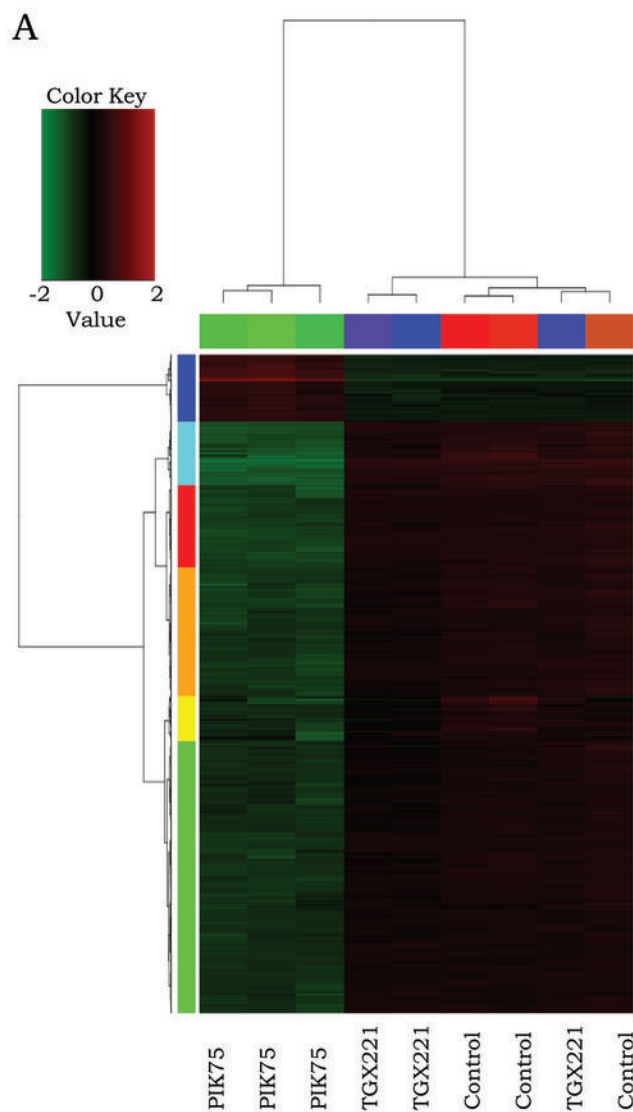 A
Color Key
-2 0 2
Value
PIK75
PIK75
PIK75
TGX221
TGX221
Control
Control
TGX221
Control